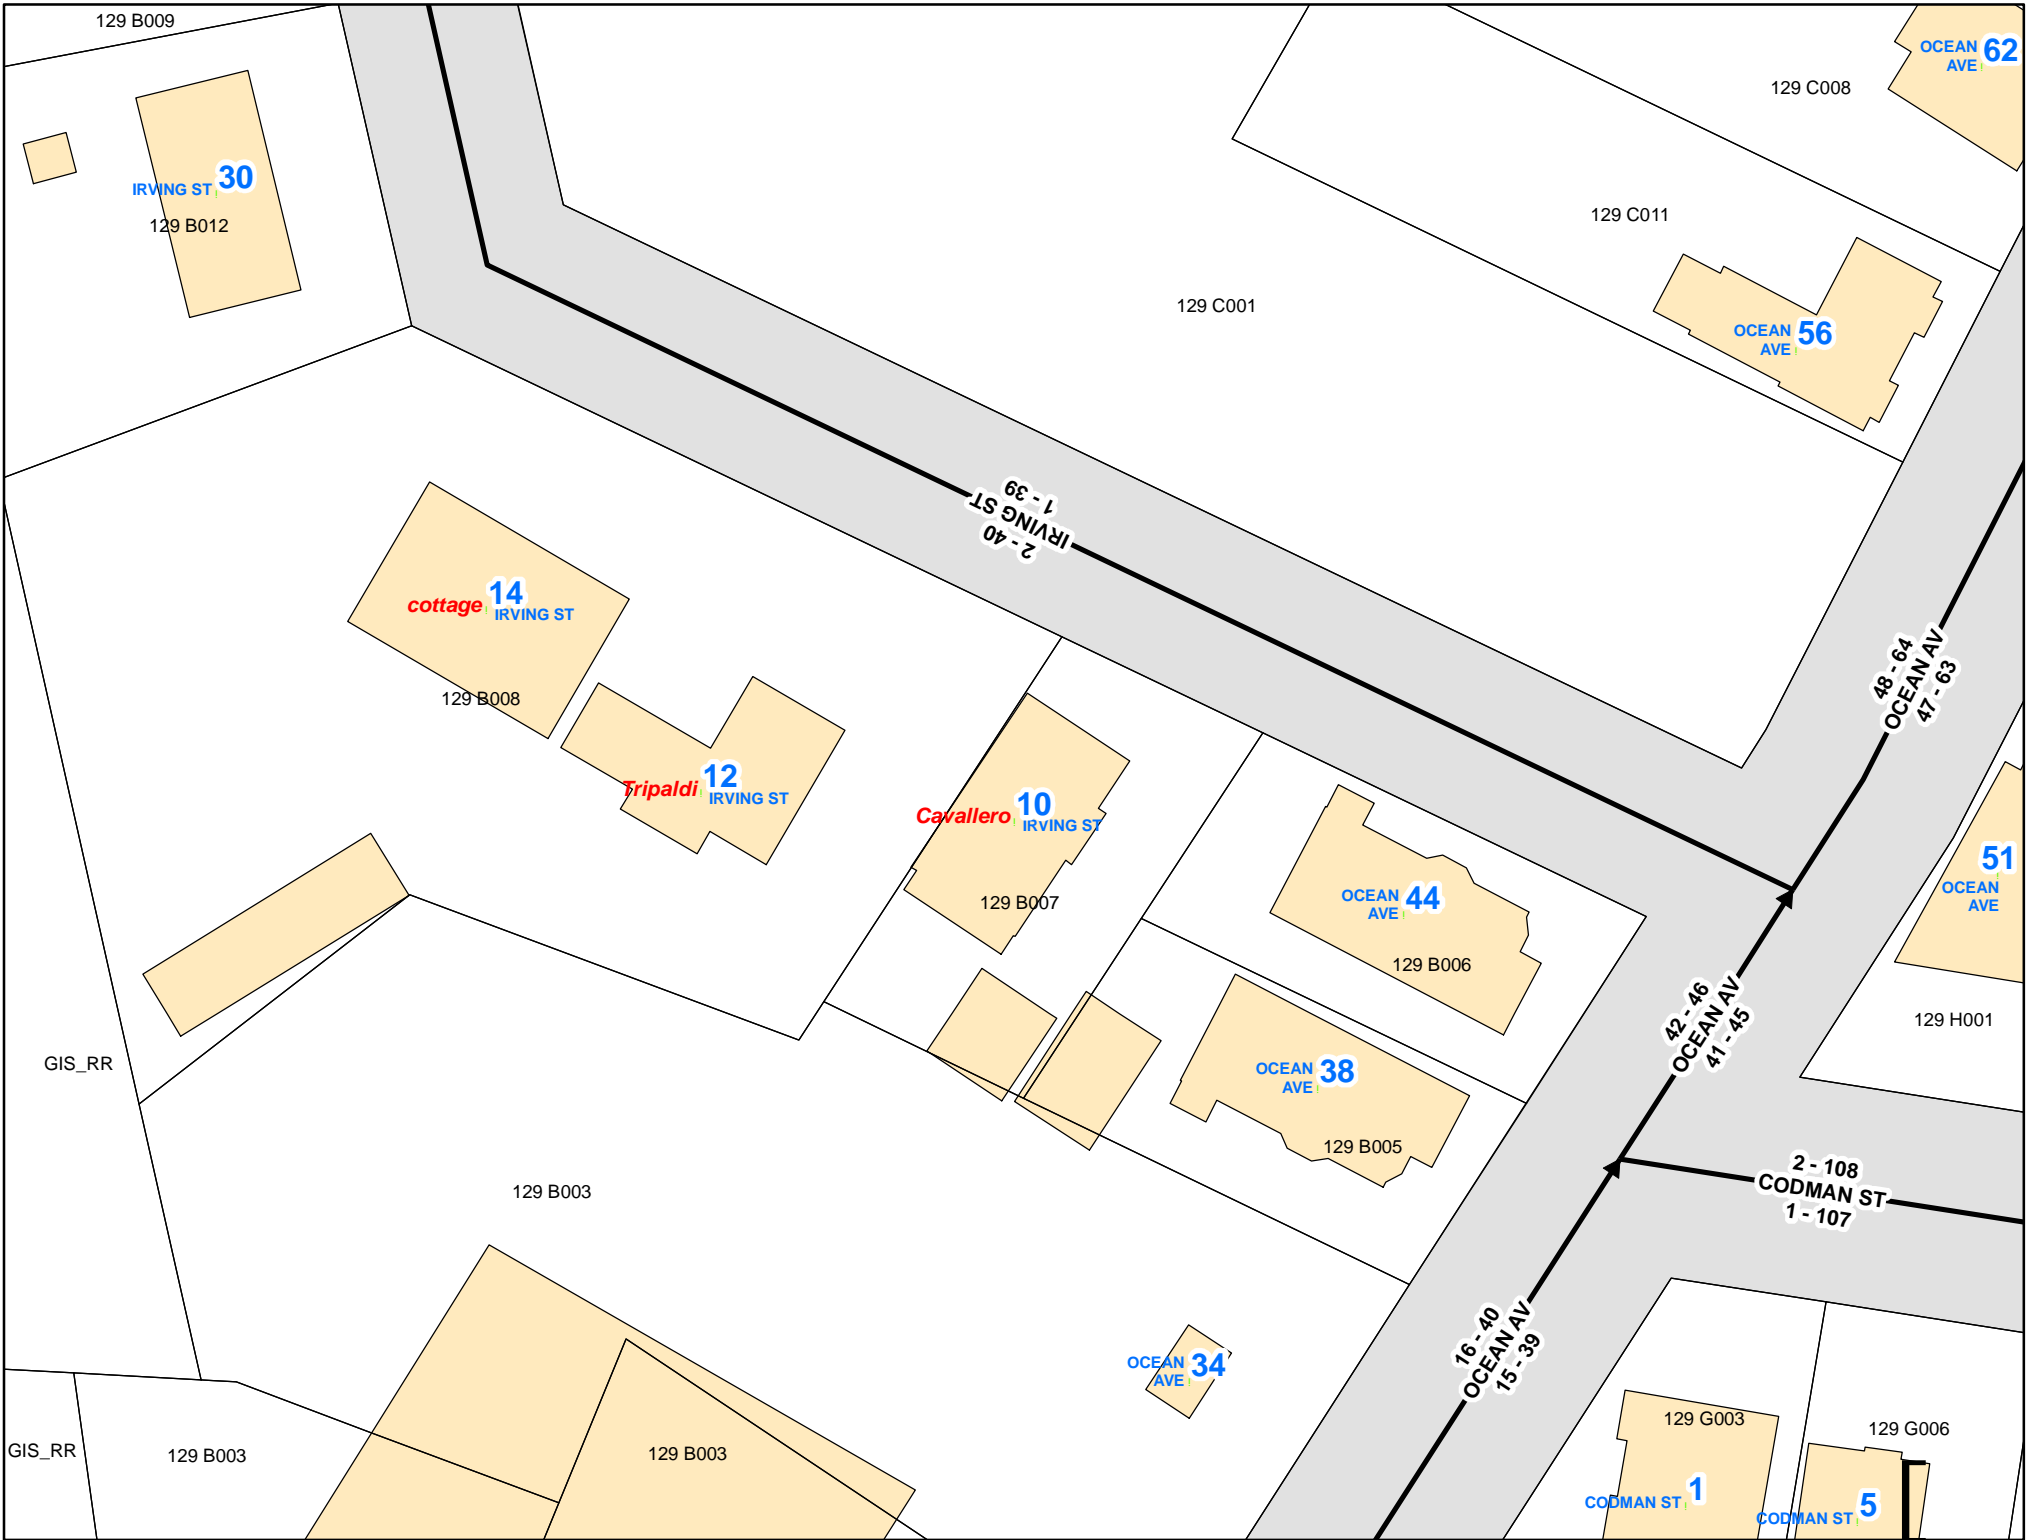 129 B009
OCEAN
AVE 62
129 C008
IRVING ST 30
129 B012
129 C011
129 C001
OCEAN
AVE 56
1 - 39
IRVING ST
2 - 40
cottage 14
IRVING ST
129 B008
48 - 64
OCEAN AV
47 - 63
Tripaldi 12
IRVING ST
Cavallero 10
IRVING ST
129 B007
OCEAN
AVE 44
129 B006
51
OCEAN
AVE
42 - 46
OCEAN AV
41 - 45
129 H001
GIS_RR
OCEAN
AVE 38
129 B005
2 - 108
CODMAN ST
1 - 107
129 B003
16 - 40
OCEAN AV
15 - 39
OCEAN
AVE 34
129 G003
129 G006
GIS_RR
129 B003
129 B003
CODMAN ST 1
CODMAN ST 5